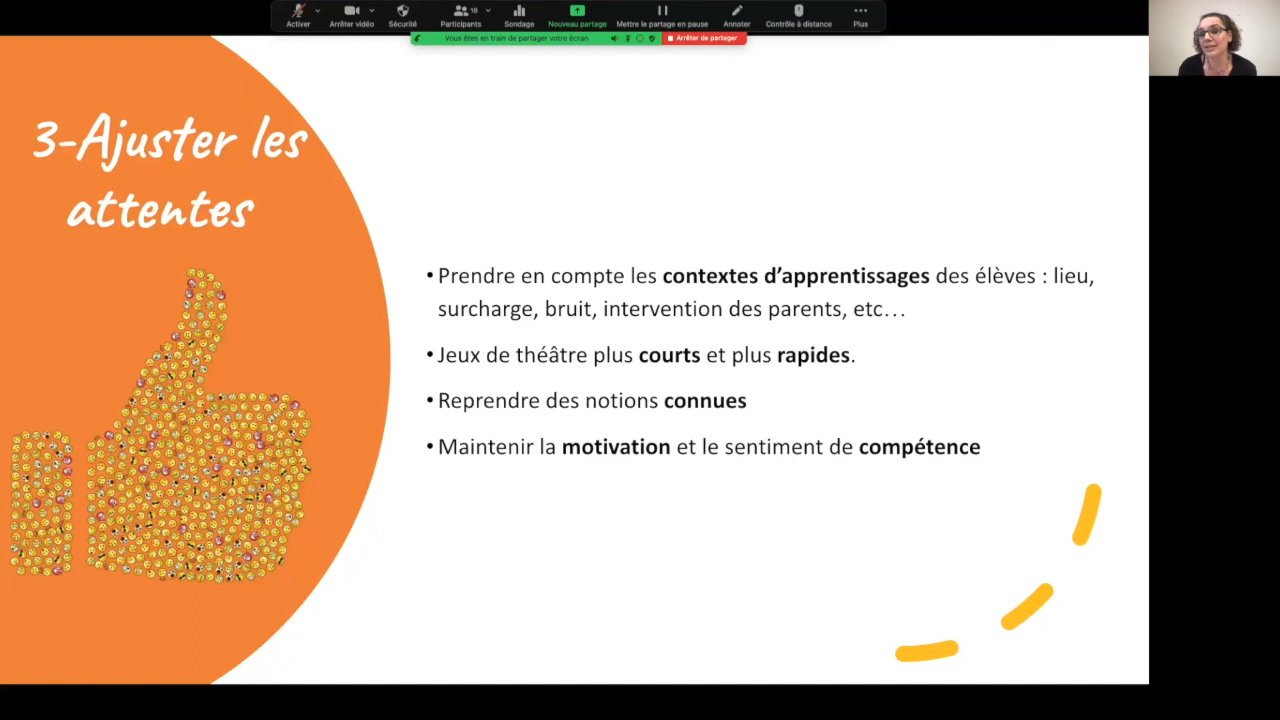 Activer
Arrêter vidéo
Sécurité
Participants
18
Sondage
Nouveau partage
Mettre le partage en pause
Annoter
Contrôle à distance
Plus
Vous êtes en train de partager votre écran
Arrêter de partager
3-Ajuster les
attentes
• Prendre en compte les contextes d’apprentissages des élèves : lieu,
surcharge, bruit, intervention des parents, etc…
• Jeux de théâtre plus courts et plus rapides.
• Reprendre des notions connues
• Maintenir la motivation et le sentiment de compétence